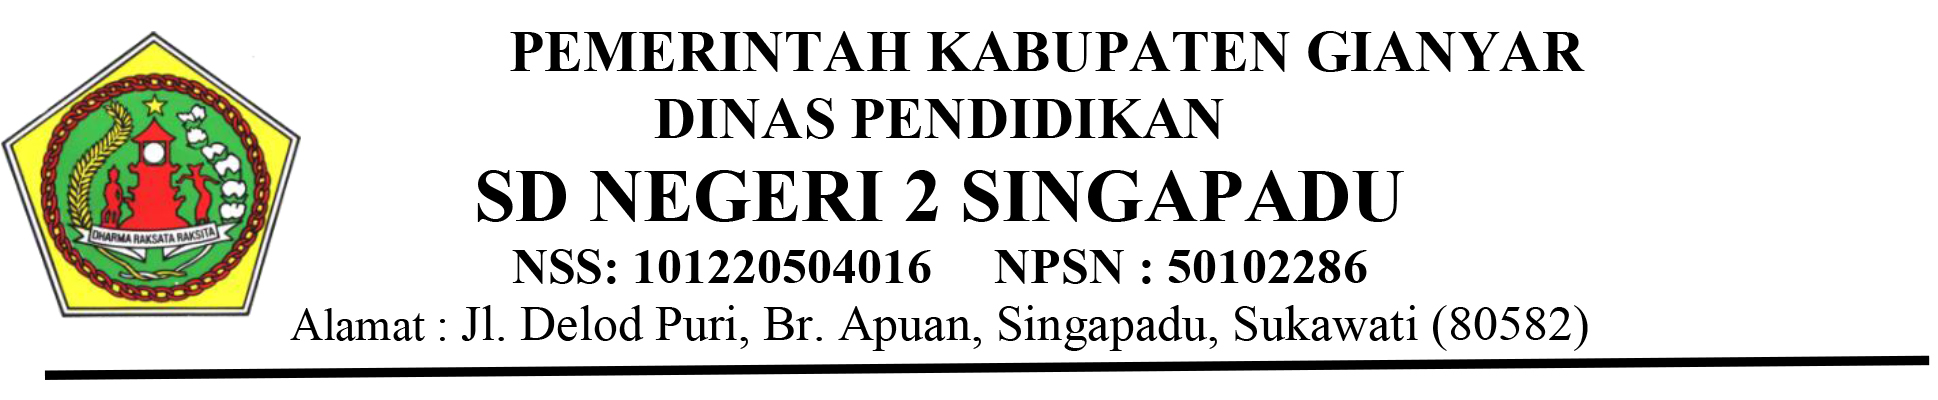 PEMERINTAH KABUPATEN GIANYAR
DINAS PENDIDIKAN
SD NEGERI 2 SINGAPADU
NSS: 101220504016 NPSN : 50102286
Alamat : Jl. Delod Puri, Br. Apuan, Singapadu, Sukawati (80582)
DHARMA RAKSATA RAKSITA